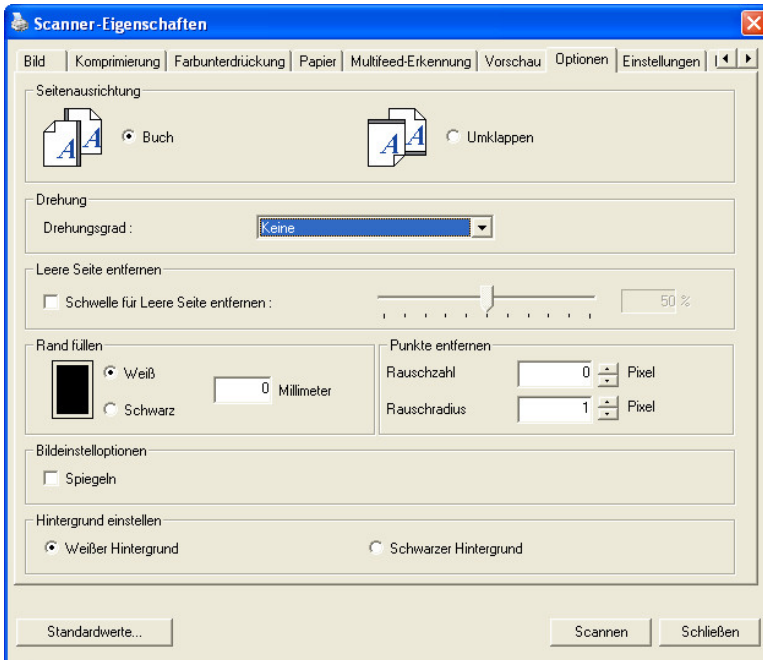 Scanner-Eigenschaften
Bild Komprimierung Farbunterdrückung Papier Multifeed-Erkennung Vorschau Optionen Einstellungen
Seitenausrichtung
A A Buch A A Umklappen
Drehung
Drehungsgrad : Keine
Leere Seite entfernen
Schwelle für Leere Seite entfernen : 50 %
Rand füllen Punkte entfernen
Weiß 0 Millimeter Rauschzahl 0 Pixel
Schwarz Rauschradius 1 Pixel
Bildeinstelloptionen
Spiegeln
Hintergrund einstellen
Weißer Hintergrund Schwarzer Hintergrund
Standardwerte... Scannen Schließen